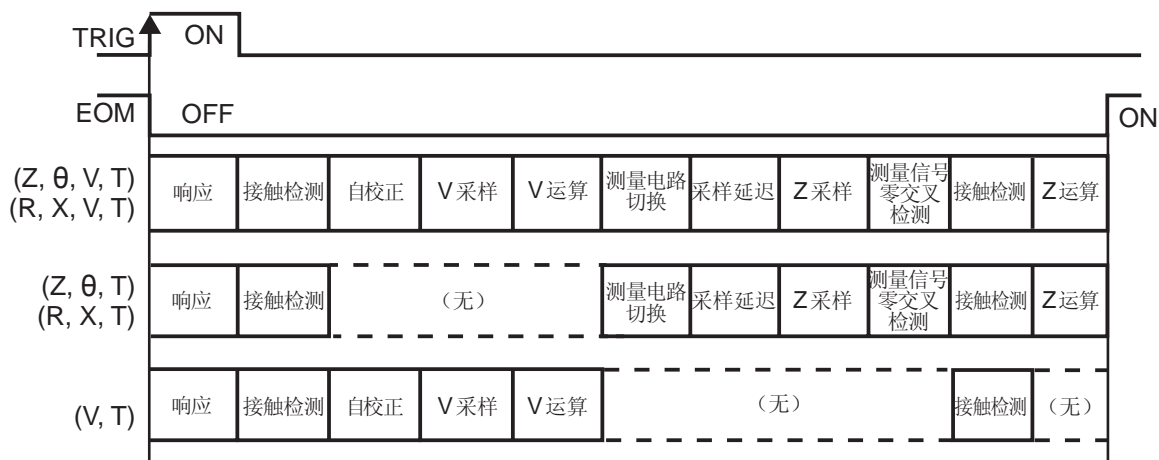 TRIG ON
EOM OFF ON
(Z, θ, V, T)
(R, X, V, T)
响应 接触检测 自校正 V采样 V运算 测量电路切换 采样延迟 Z采样 测量信号零交叉检测 接触检测 Z运算
(Z, θ, T)
(R, X, T)
响应 接触检测 （无） 测量电路切换 采样延迟 Z采样 测量信号零交叉检测 接触检测 Z运算
(V, T)
响应 接触检测 自校正 V采样 V运算 （无） 接触检测 （无）